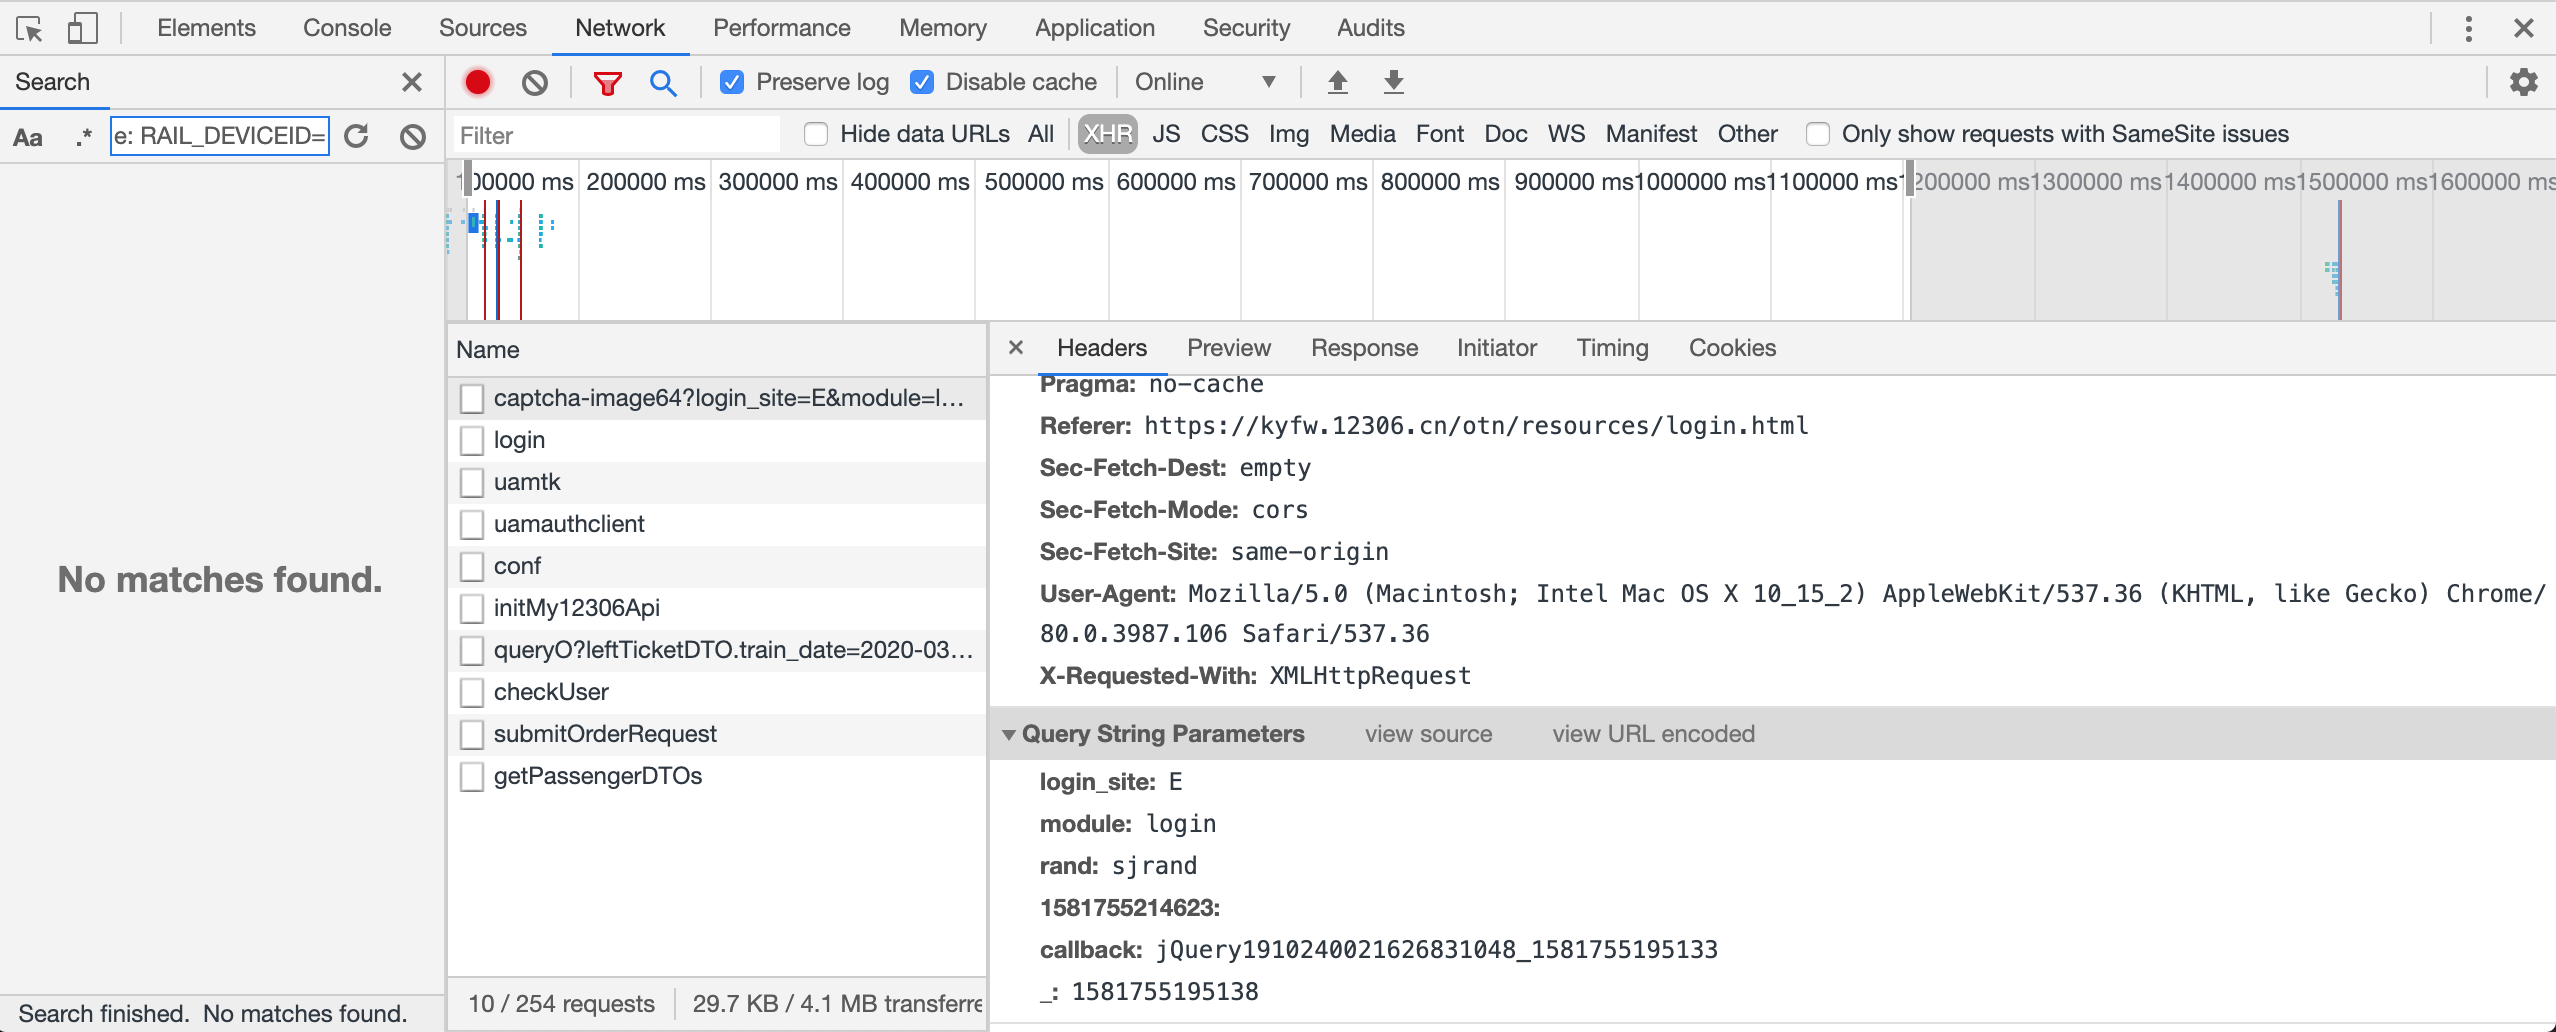 Elements Console Sources Network Performance Memory Application Security Audits
Search
Preserve log Disable cache Online
Aa .* e: RAIL_DEVICEID=
Filter Hide data URLs All XHR JS CSS Img Media Font Doc WS Manifest Other Only show requests with SameSite issues
100000 ms 200000 ms 300000 ms 400000 ms 500000 ms 600000 ms 700000 ms 800000 ms 900000 ms 1000000 ms 1100000 ms 1200000 ms 1300000 ms 1400000 ms 1500000 ms 1600000 ms
No matches found.
Search finished. No matches found.
Name
captcha-image64?login_site=E&module=l…
login
uamtk
uamauthclient
conf
initMy12306Api
queryO?leftTicketDTO.train_date=2020-03…
checkUser
submitOrderRequest
getPassengerDTOs
10 / 254 requests 29.7 KB / 4.1 MB transferre
Headers Preview Response Initiator Timing Cookies
Pragma: no-cache
Referer: https://kyfw.12306.cn/otn/resources/login.html
Sec-Fetch-Dest: empty
Sec-Fetch-Mode: cors
Sec-Fetch-Site: same-origin
User-Agent: Mozilla/5.0 (Macintosh; Intel Mac OS X 10_15_2) AppleWebKit/537.36 (KHTML, like Gecko) Chrome/
80.0.3987.106 Safari/537.36
X-Requested-With: XMLHttpRequest
Query String Parameters view source view URL encoded
login_site: E
module: login
rand: sjrand
1581755214623:
callback: jQuery1910240021626831048_1581755195133
_: 1581755195138